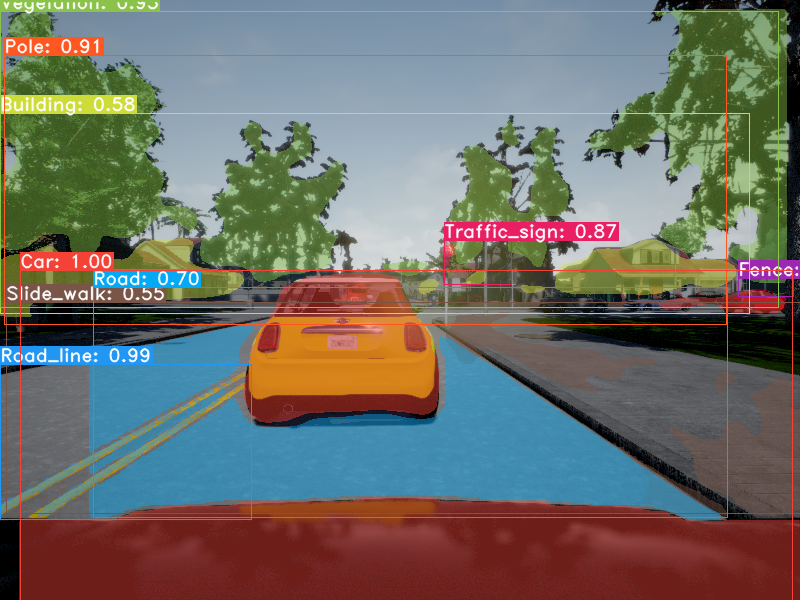 Vegetation: 0.95
Pole: 0.91
Building: 0.58
Traffic_sign: 0.87
Car: 1.00
Fence:
Road: 0.70
Slide_walk: 0.55
Road_line: 0.99